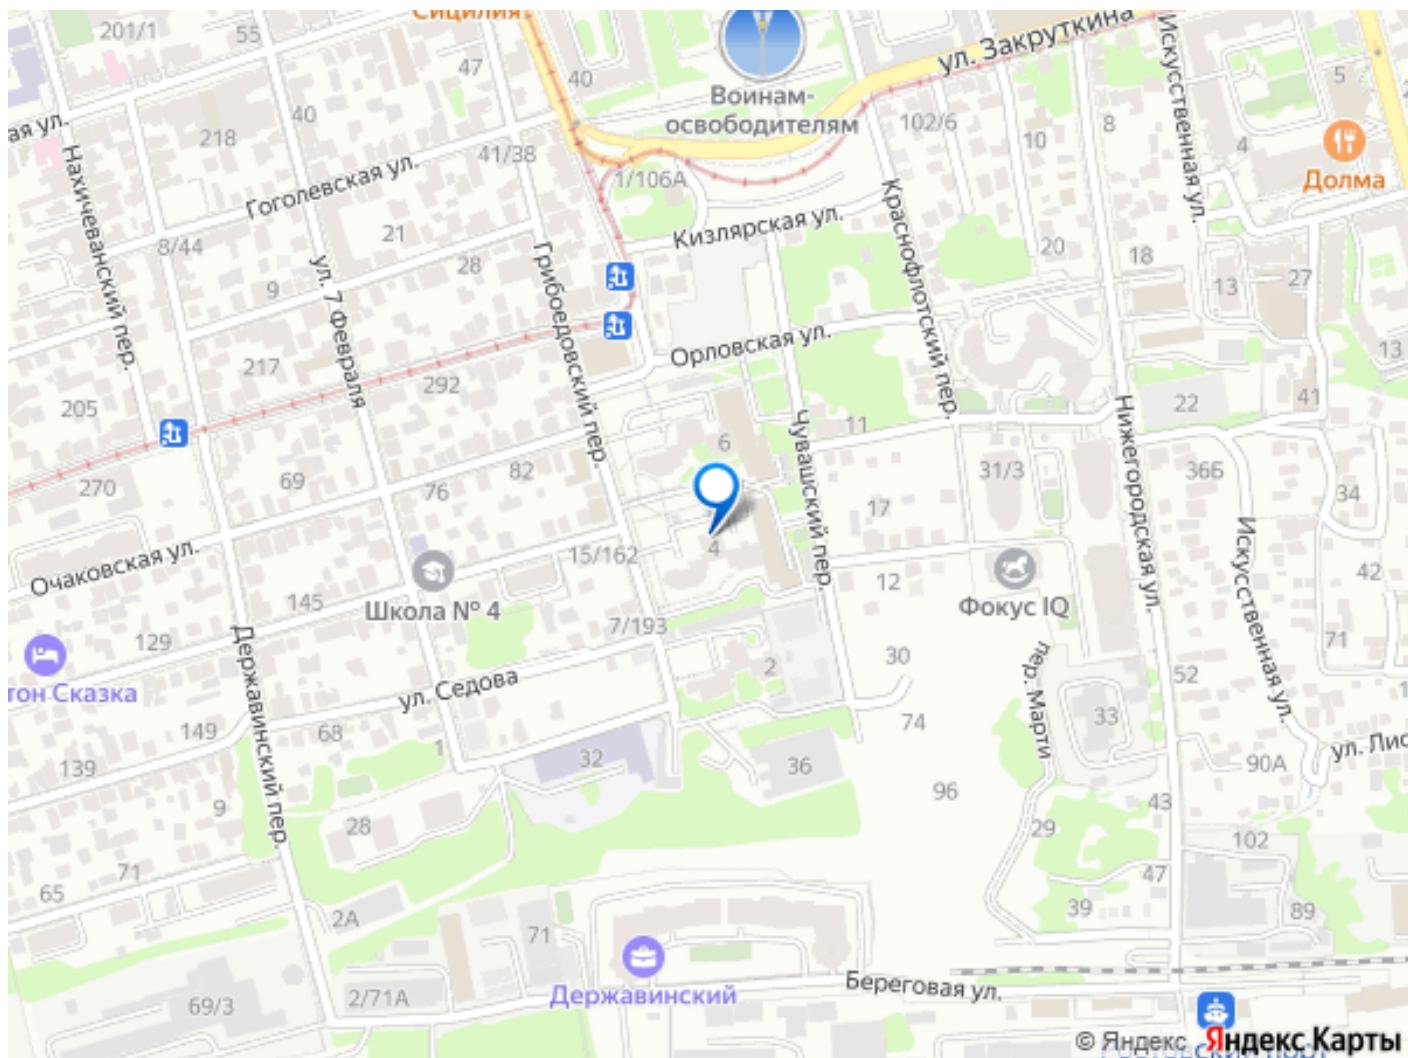 Сицилия
201/1
55
47
40
ул. Закруткина
Искусственная ул.
5
Воинам-
освободителям
102/6
10
8
4
ая ул.
218
40
41/38
1/106А
Долма
Нахичеванский пер.
Гоголевская ул.
8/44
21
28
9
Кизлярская ул.
Краснофлотский пер.
20
18
13
27
ул. 7 Февраля
Грибоедовский пер.
Орловская ул.
13
217
292
205
22
41
Чувашский пер.
11
Нижегородская ул.
6
82
69
76
270
31/3
36Б
34
17
Очаковская ул.
15/162
4
12
42
Искусственная ул.
Школа № 4
Фокус IQ
145
129
7/193
71
Державинский пер.
тон Сказка
ул. Седова
2
30
пер. Марти
52
149
68
1
74
33
ул. Лис
139
32
36
90А
9
96
43
28
29
102
71
65
47
39
89
2А
71
Державинский
Береговая ул.
69/3
2/71А
© Яндекс Яндекс Карты